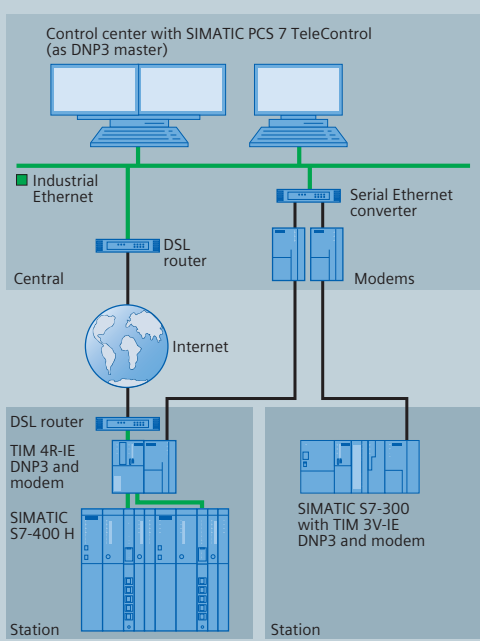 Control center with SIMATIC PCS 7 TeleControl
(as DNP3 master)
Industrial
Ethernet
Serial Ethernet
converter
DSL
router
Central
Modems
Internet
DSL router
TIM 4R-IE
DNP3 and
modem
SIMATIC
S7-400 H
SIMATIC S7-300
with TIM 3V-IE
DNP3 and modem
Station
Station